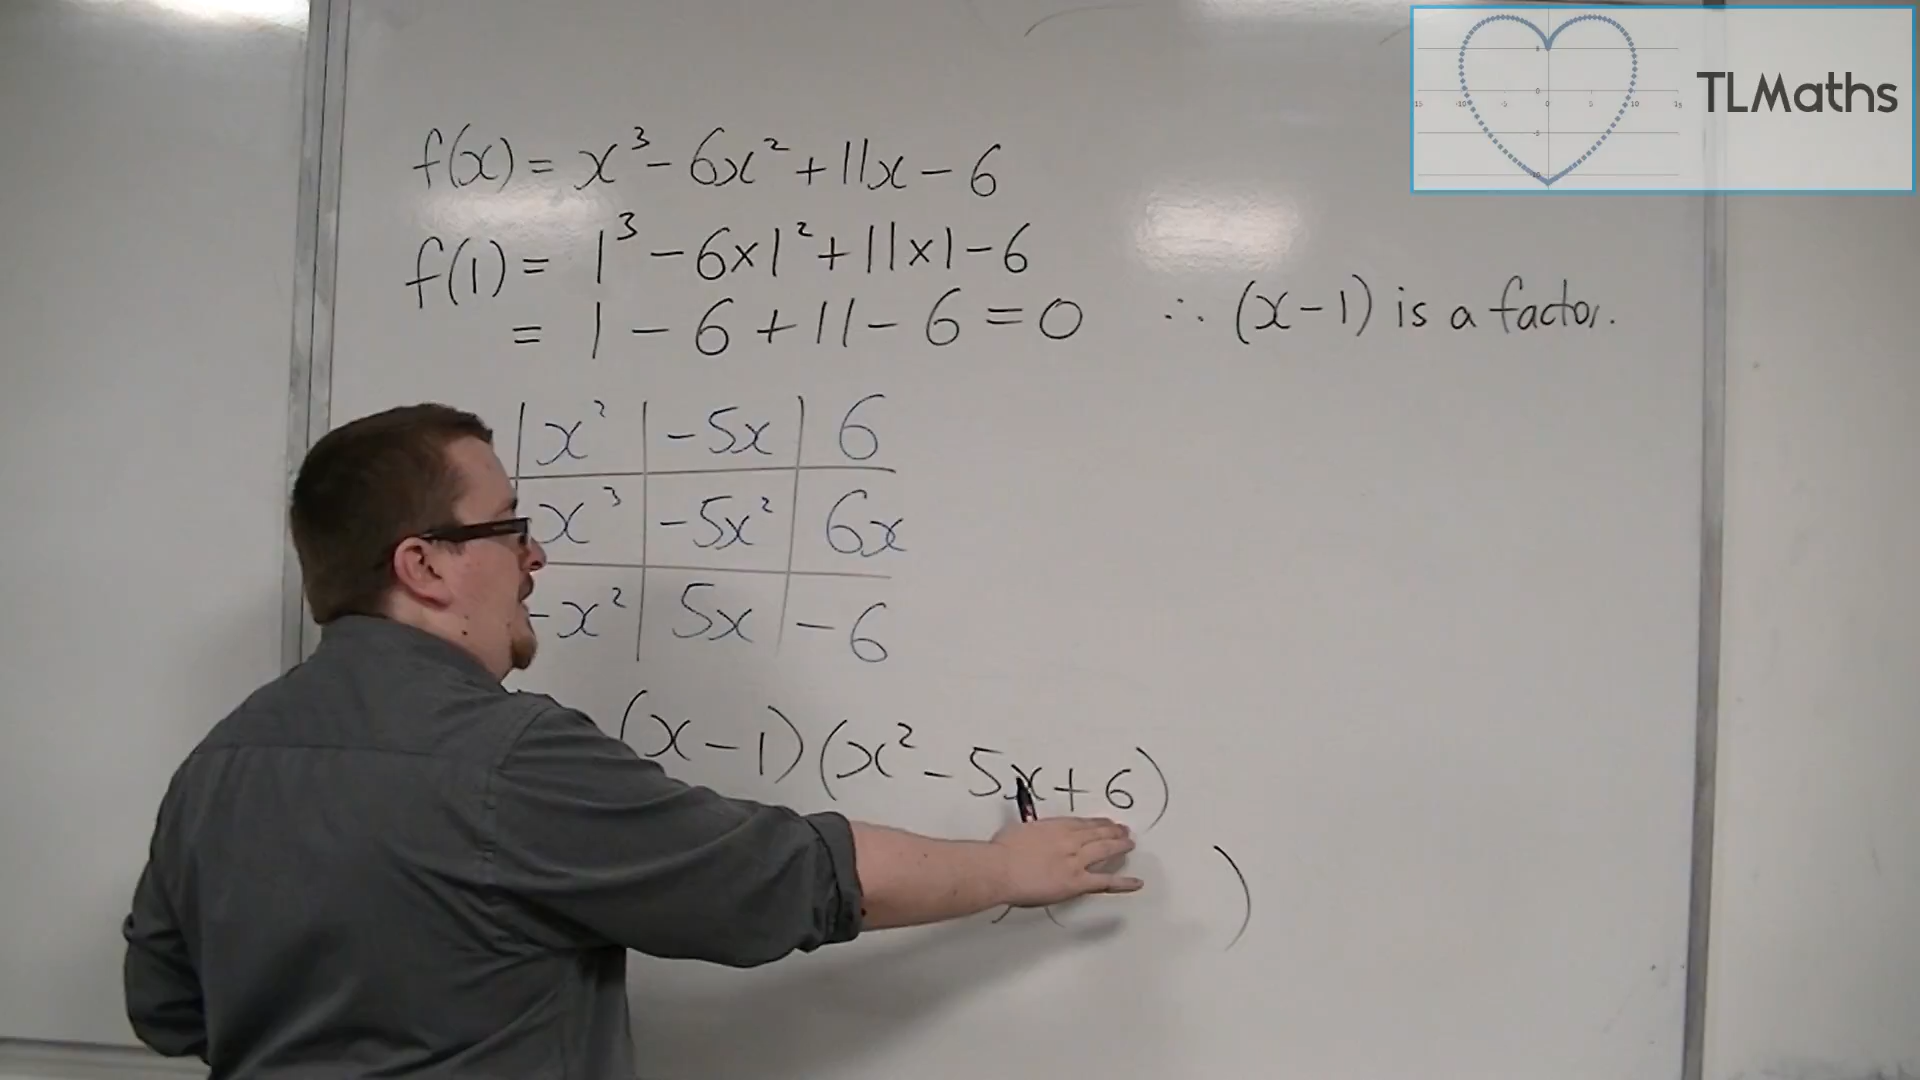 TLMaths
f(x) = x³ - 6x² + 11x - 6
f(1) = 1³ - 6×1² + 11×1 - 6
= 1 - 6 + 11 - 6 = 0 ∴ (x-1) is a factor.
x² | -5x | 6
x³ | -5x² | 6x
-x² | 5x | -6
(x-1)(x² - 5x + 6)
)( )